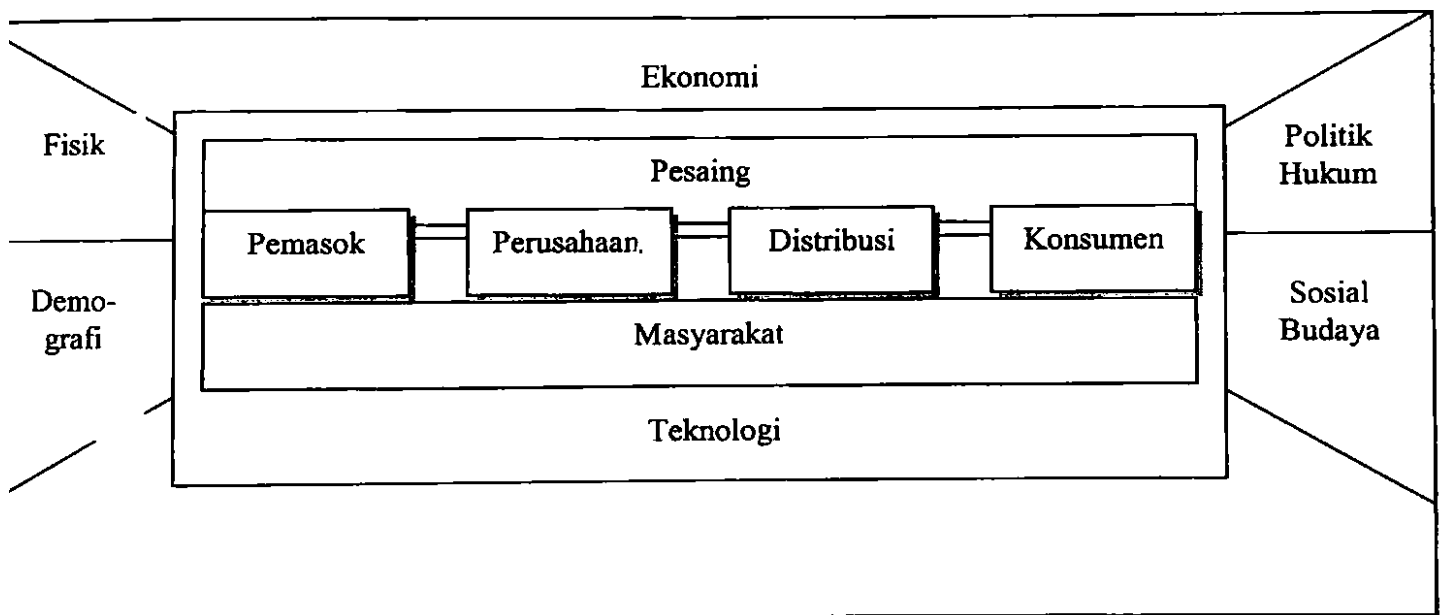 Ekonomi
Fisik
Politik
Hukum
Pesaing
Pemasok
Perusahaan
Distribusi
Konsumen
Demo-
grafi
Sosial
Budaya
Masyarakat
Teknologi